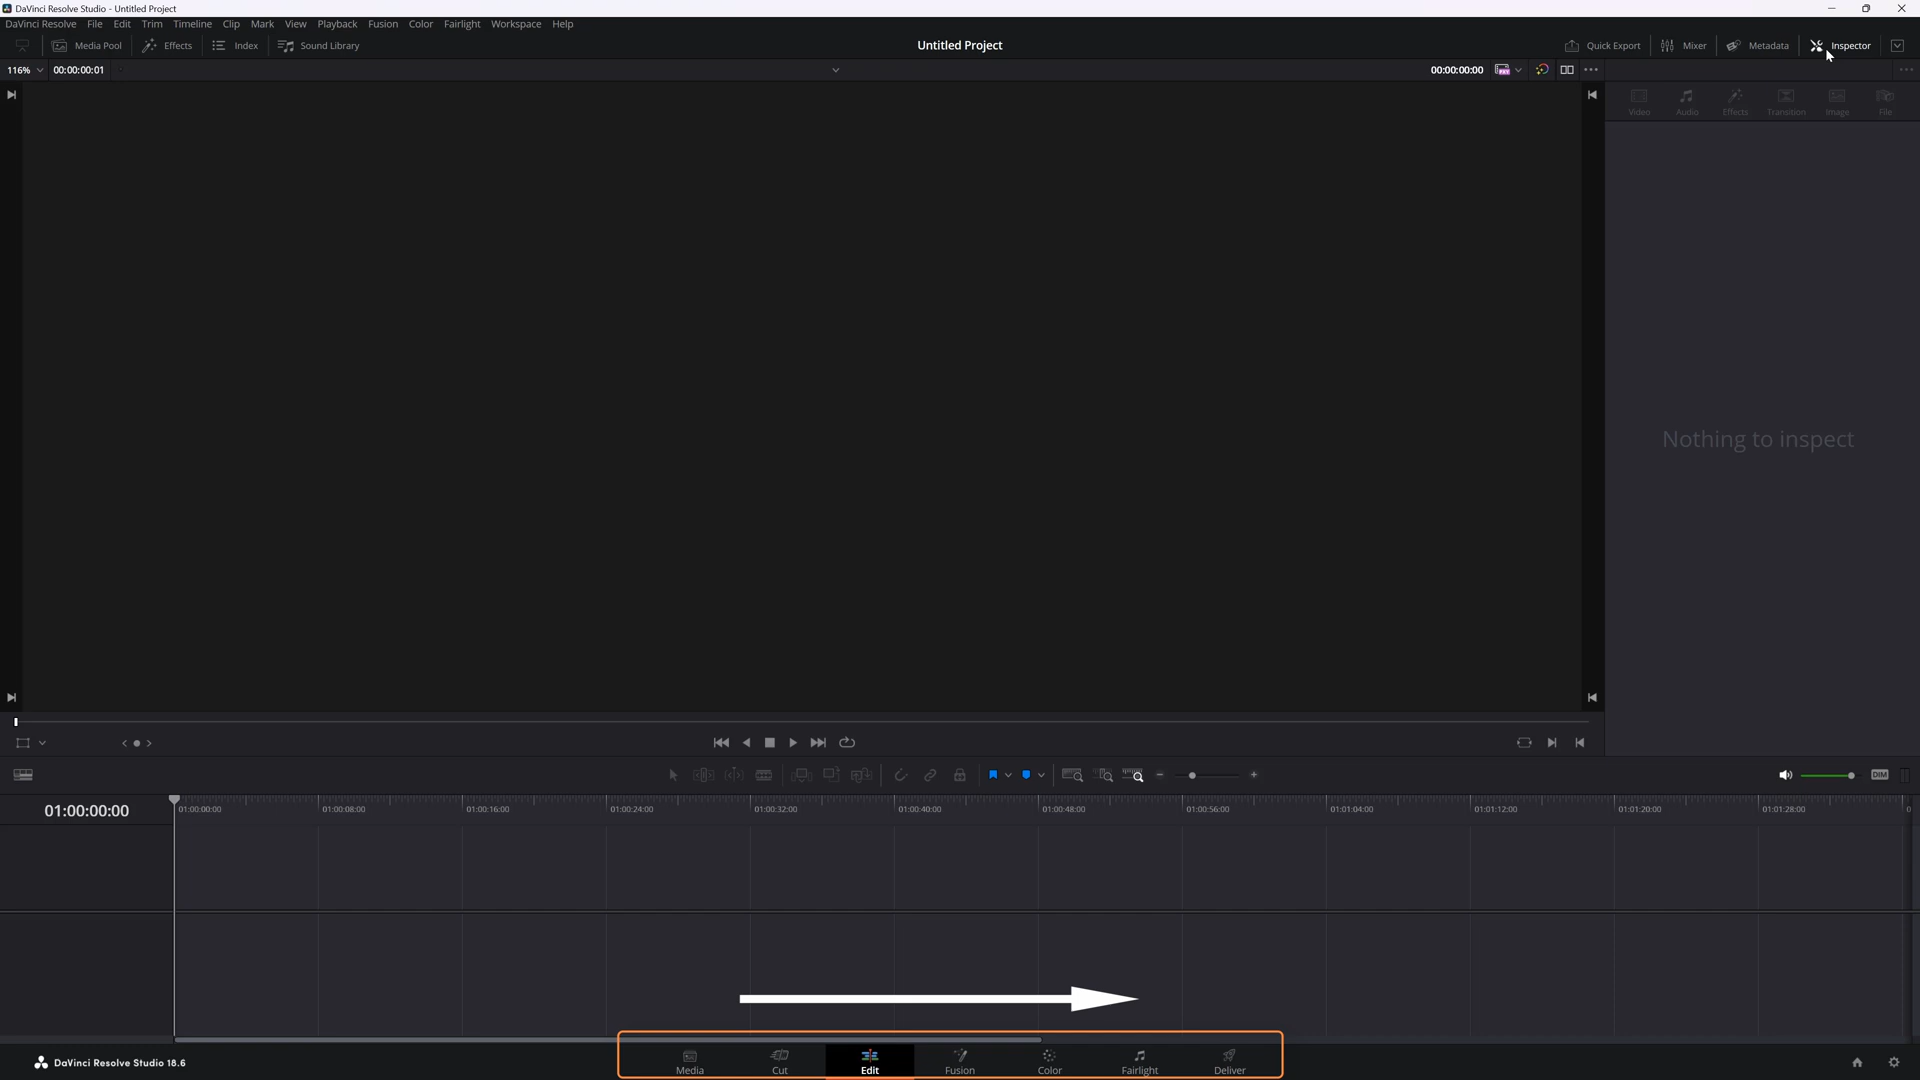 DaVinci Resolve Studio - Untitled Project
DaVinci Resolve File Edit Trim Timeline Clip Mark View Playback Fusion Color Fairlight Workspace Help
Media Pool Effects Index Sound Library Untitled Project Quick Export Mixer Metadata Inspector
116% 00:00:00:01 00:00:00:00
Video Audio Effects Transition Image File
Nothing to inspect
DIM
01:00:00:00 01:00:00:00 01:00:08:00 01:00:16:00 01:00:24:00 01:00:32:00 01:00:40:00 01:00:48:00 01:00:56:00 01:01:04:00 01:01:12:00 01:01:20:00 01:01:28:00
DaVinci Resolve Studio 18.6
Media Cut Edit Fusion Color Fairlight Deliver